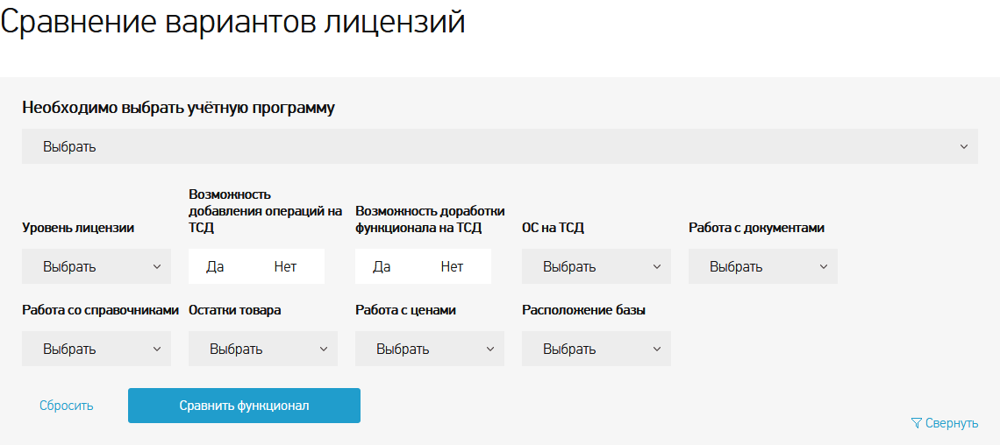 Сравнение вариантов лицензий
Необходимо выбрать учётную программу
Выбрать
Уровень лицензии
Возможность
добавления операций на
ТСД
Возможность доработки
функционала на ТСД
ОС на ТСД
Работа с документами
Выбрать
Да Нет
Да Нет
Выбрать
Выбрать
Работа со справочниками
Остатки товара
Работа с ценами
Расположение базы
Выбрать
Выбрать
Выбрать
Выбрать
Сбросить
Сравнить функционал
Свернуть